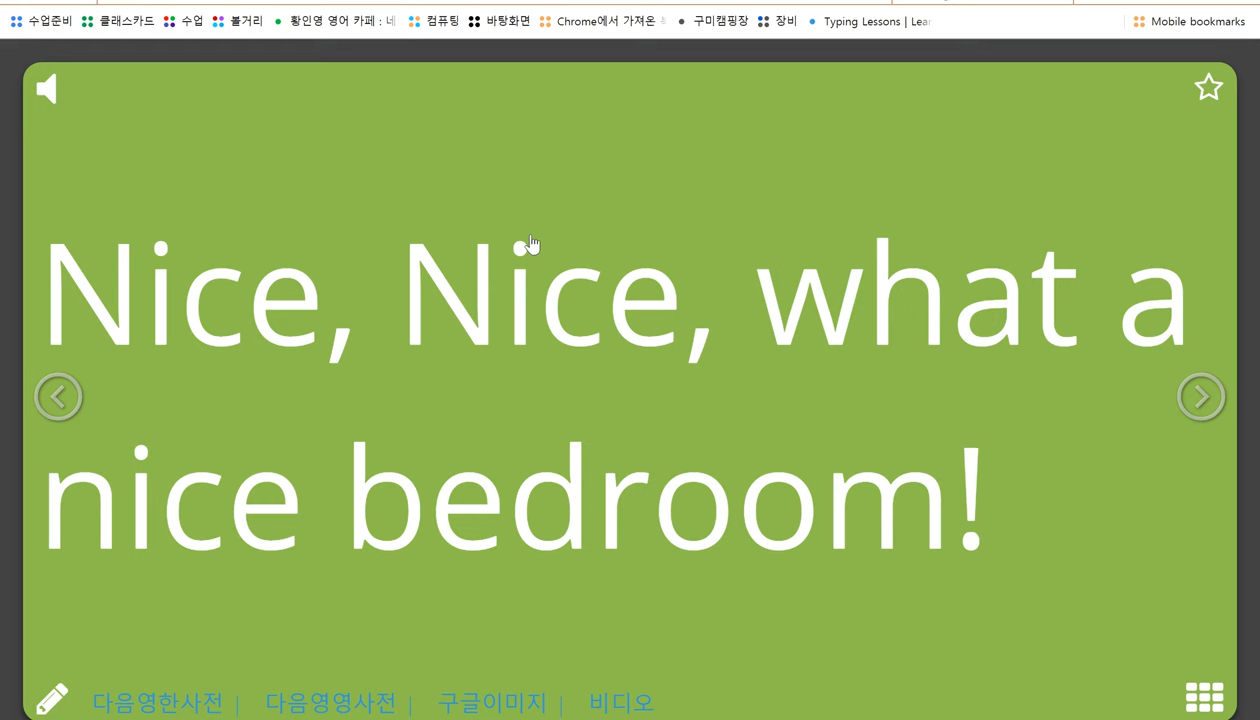 수업준비 클래스카드 수업 볼거리 황인영 영어 카페 : 네 컴퓨팅 바탕화면 Chrome에서 가져온 구미캠핑장 장비 Typing Lessons | Lear Mobile bookmarks
Nice, Nice, what a
nice bedroom!
다음영한사전 | 다음영영사전 | 구글이미지 | 비디오